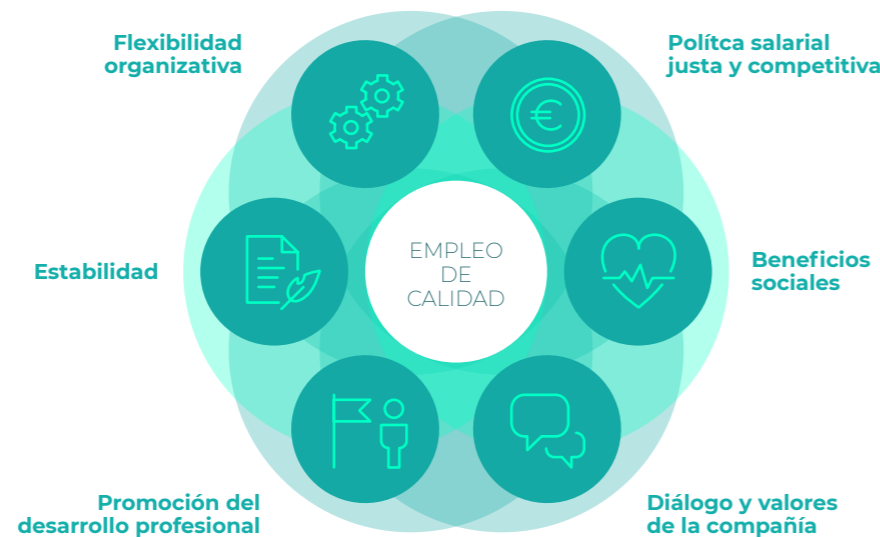 Flexibilidad
organizativa
Polítca salarial
justa y competitiva
Estabilidad
EMPLEO
DE
CALIDAD
Beneficios
sociales
Promoción del
desarrollo profesional
Diálogo y valores
de la compañía